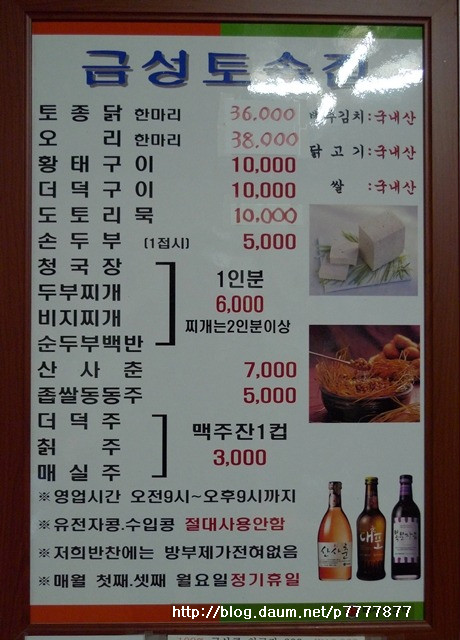 금성토속집
토종닭 한마리 36,000
오리 한마리 38,000
황태구이 10,000
더덕구이 10,000
도토리묵 10,000
손두부 (1접시) 5,000
청국장
두부찌개
비지찌개
순두부백반
1인분
6,000
찌개는2인분이상
산사춘 7,000
좁쌀동동주 5,000
더덕주
칡주
매실주
맥주잔1컵
3,000
※영업시간 오전9시~오후9시까지
※유전자콩.수입콩 절대사용안함
※저희반찬에는 방부제가전혀없음
※매월 첫째.셋째 월요일정기휴일
배추김치:국내산
닭고기:국내산
쌀:국내산
산사춘
대포
http://blog.daum.net/p7777877